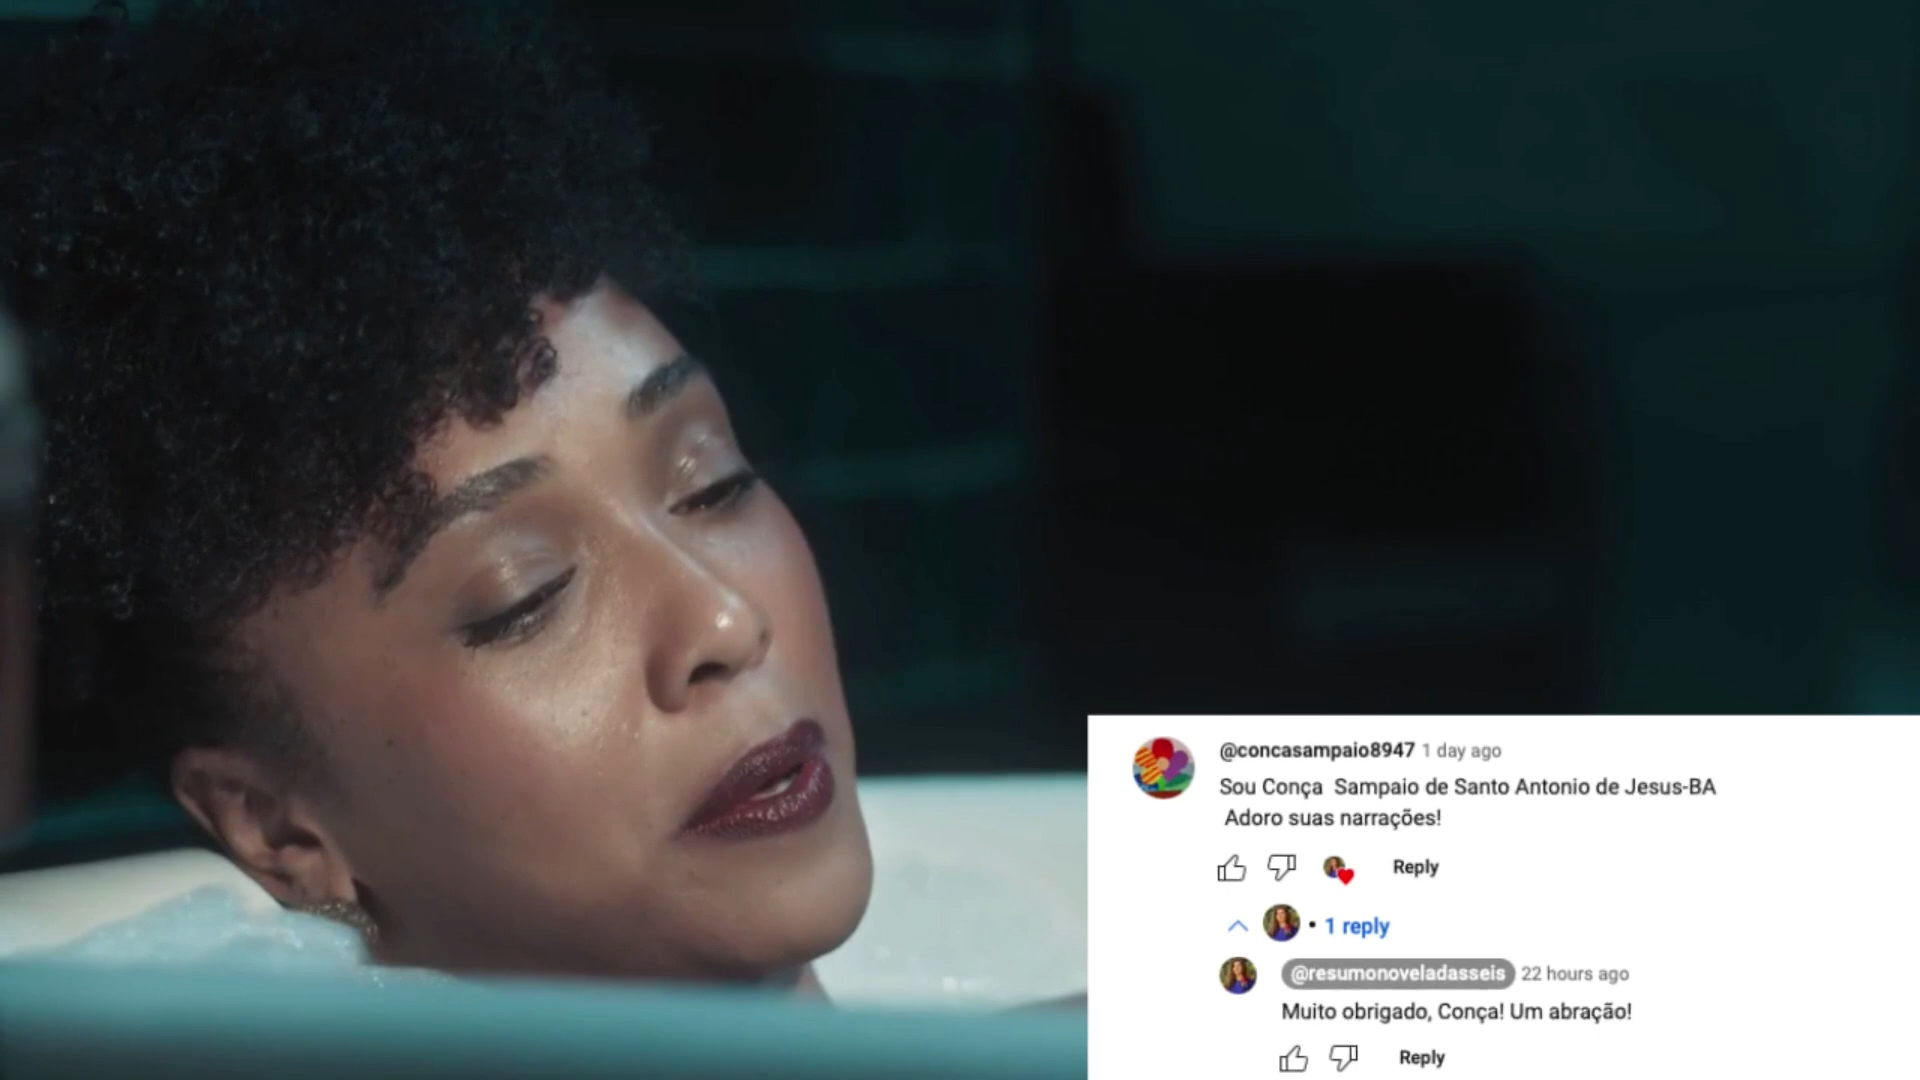 @concasampaio8947 1 day ago
Sou Conça  Sampaio de Santo Antonio de Jesus-BA
Adoro suas narrações!
Reply
1 reply
@resumonoveladasseis 22 hours ago
Muito obrigado, Conça! Um abração!
Reply